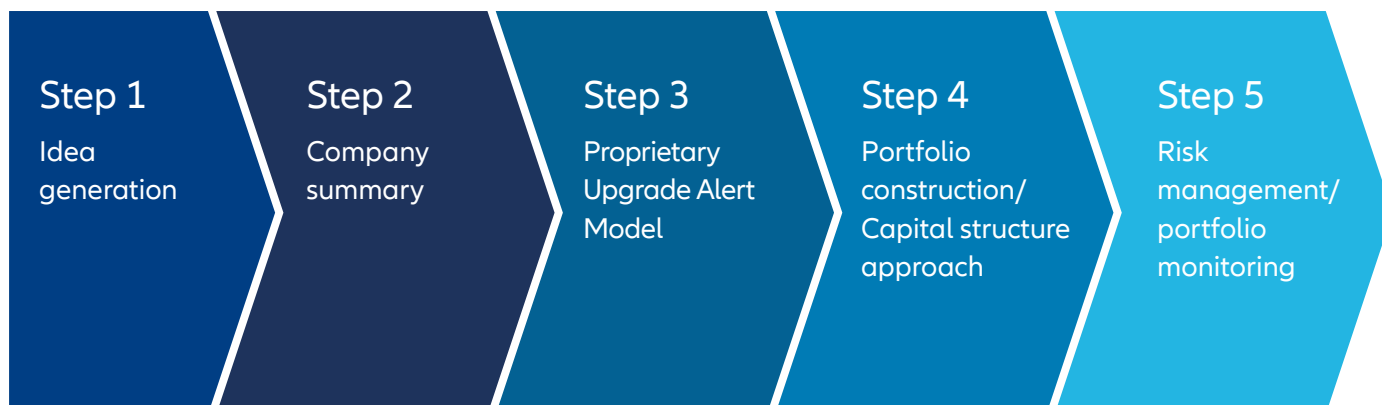 Step 1
Idea
generation
Step 2
Company
summary
Step 3
Proprietary
Upgrade Alert
Model
Step 4
Portfolio
construction/
Capital structure
approach
Step 5
Risk
management/
portfolio
monitoring